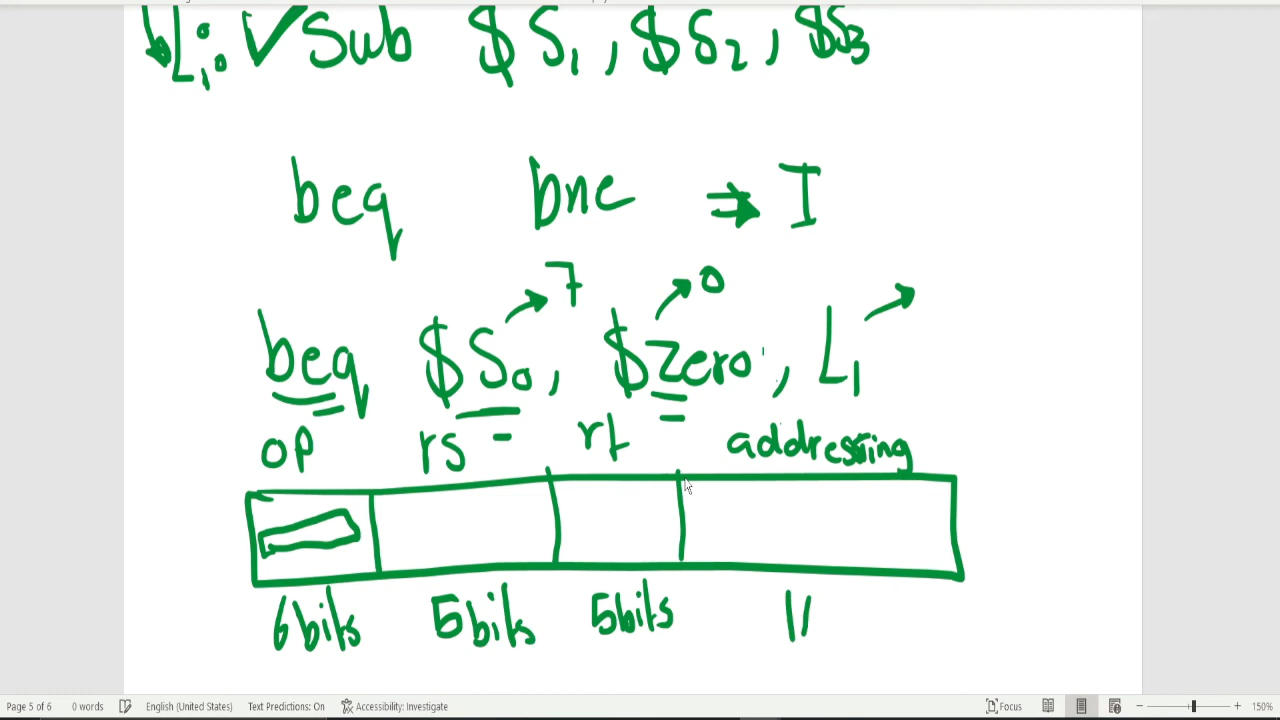 L1: ✓ Sub $S1, $S2, $S3
beq bne ⇒ I
7 0
beq $S0, $Zero, L1
op rs rt addressing
6bits 5bits 5bits 11
Page 5 of 6 0 words English (United States) Text Predictions: On Accessibility: Investigate Focus 150%